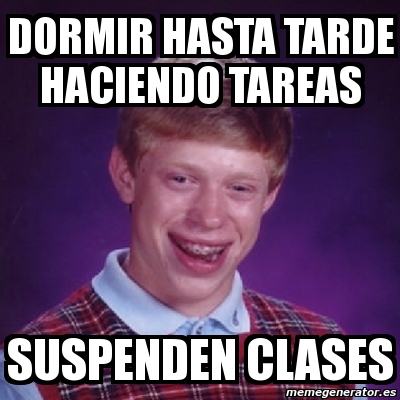 DORMIR HASTA TARDE
HACIENDO TAREAS
SUSPENDEN CLASES
memegenerator.es